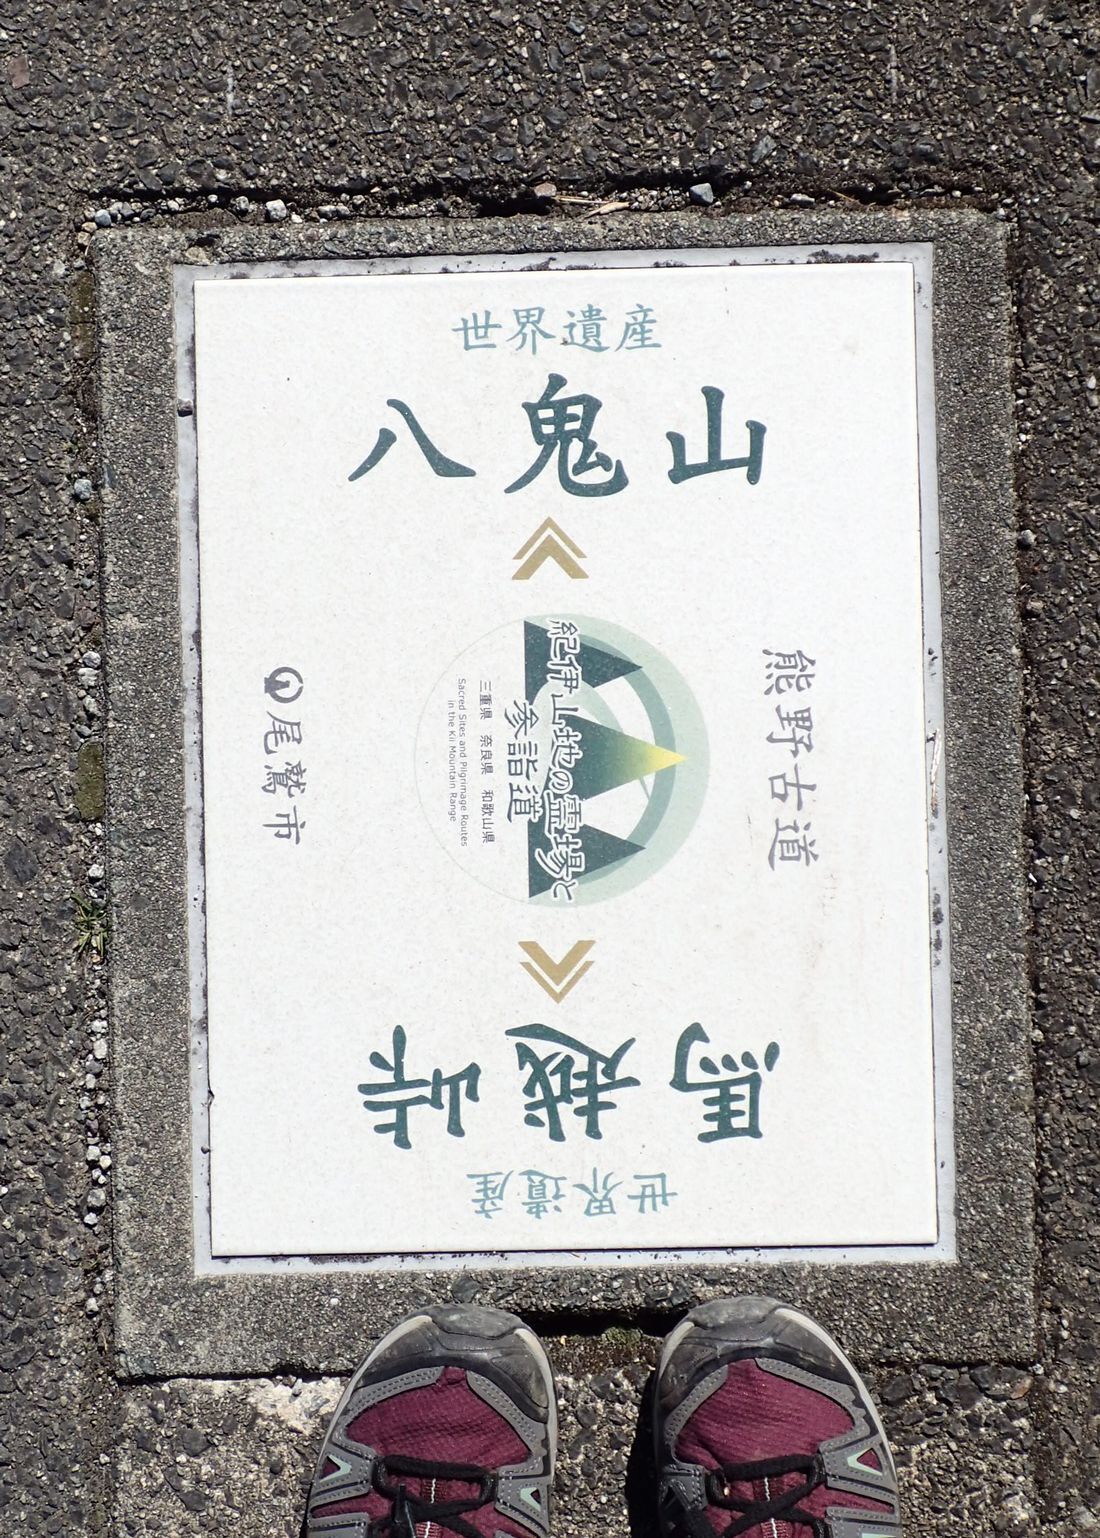 世界遺産
八鬼山
熊野古道
紀伊山地の霊場と
参詣道
三重県 奈良県 和歌山県
Sacred Sites and Pilgrimage Routes
in the Kii Mountain Range
尾鷲市
世界遺産
馬越峠